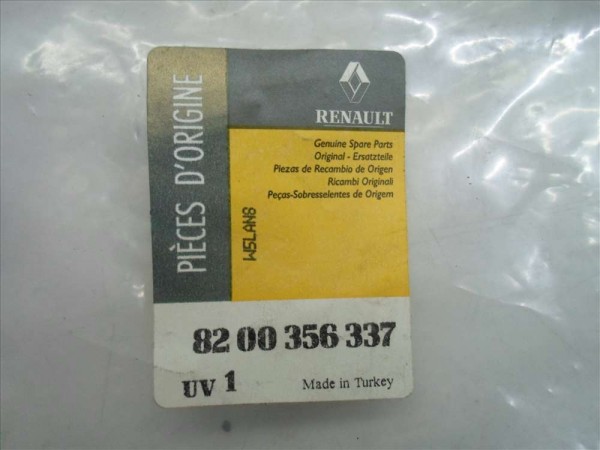 PIÈCES D'ORIGINE
RENAULT
Genuine Spare Parts
Original - Ersatzteile
Piezas de Recambio de Origen
Ricambi Originali
Peças-Sobresselentes de Origem
W5LAN6
82 00 356 337
UV 1
Made in Turkey